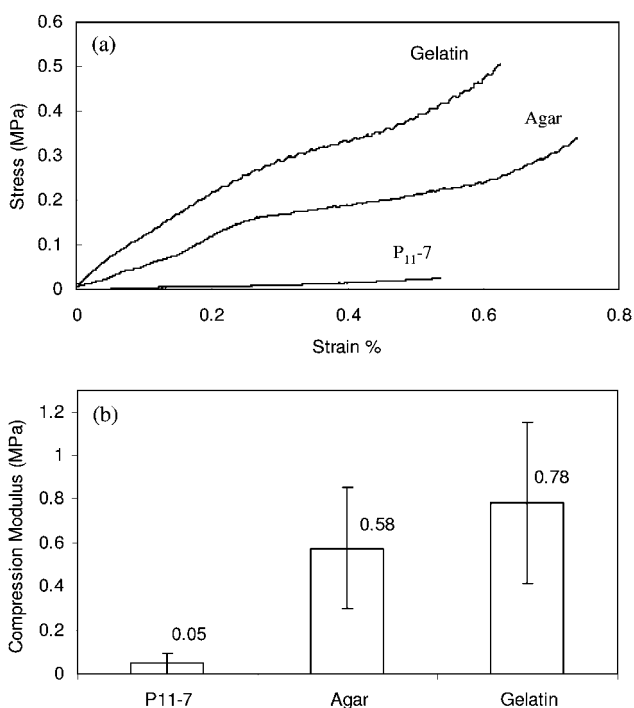 (a)
Gelatin
Agar
P11-7
Stress (MPa)
0.6
0.5
0.4
0.3
0.2
0.1
0
0 0.2 0.4 0.6 0.8
Strain %
(b)
Compression Modulus (MPa)
1.2
1
0.8
0.6
0.4
0.2
0
0.05
0.58
0.78
P11-7 Agar Gelatin